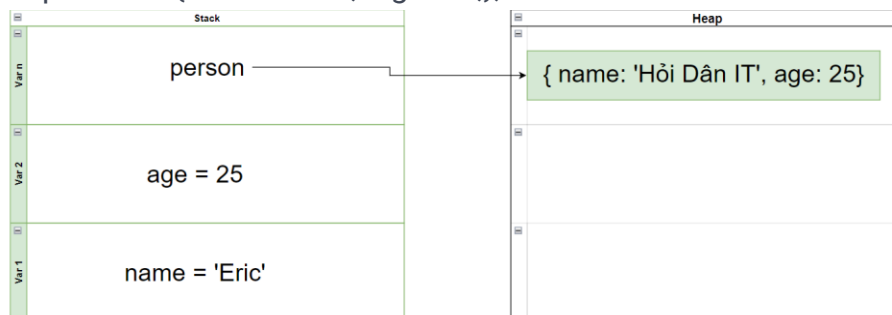 Stack
Heap
Var n
person
{ name: 'Hỏi Dân IT', age: 25}
Var 2
age = 25
Var 1
name = 'Eric'